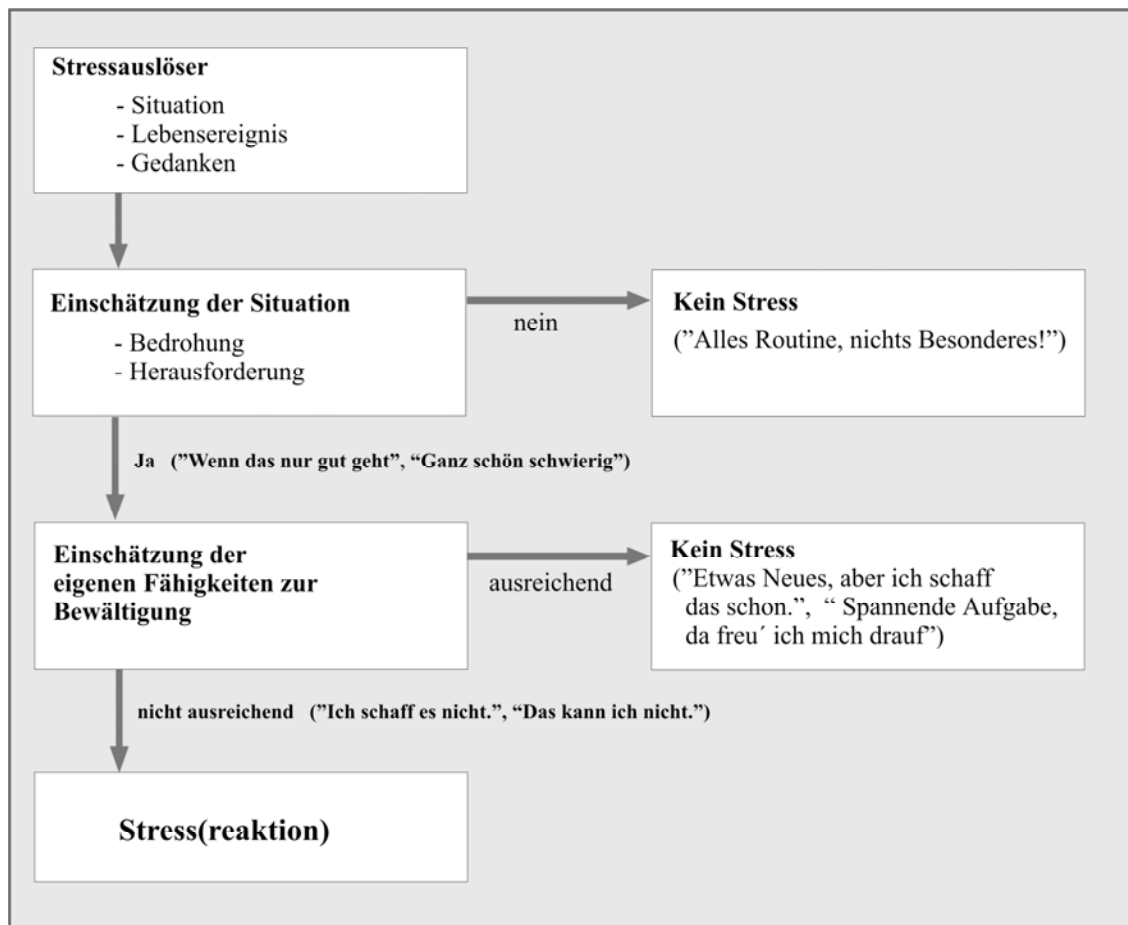 Stressauslöser
- Situation
- Lebensereignis
- Gedanken
Einschätzung der Situation
- Bedrohung
- Herausforderung
nein
Kein Stress
(”Alles Routine, nichts Besonderes!”)
Ja (”Wenn das nur gut geht”, “Ganz schön schwierig”)
Einschätzung der
eigenen Fähigkeiten zur
Bewältigung
ausreichend
Kein Stress
(”Etwas Neues, aber ich schaff
das schon.”, “ Spannende Aufgabe,
da freu´ ich mich drauf”)
nicht ausreichend (”Ich schaff es nicht.”, “Das kann ich nicht.”)
Stress(reaktion)